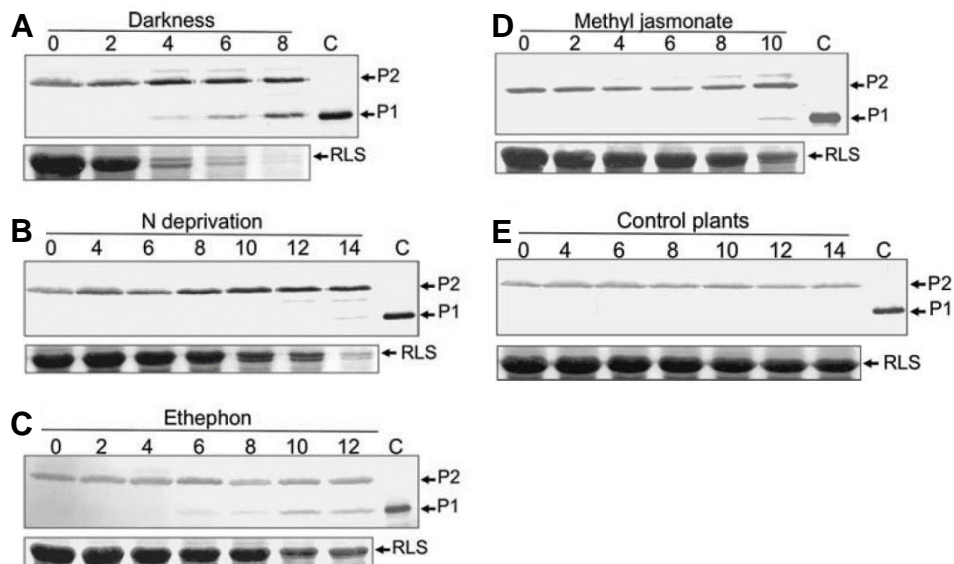 A
Darkness
0 2 4 6 8 C
P2
P1
RLS
B
N deprivation
0 4 6 8 10 12 14 C
P2
P1
RLS
C
Ethephon
0 2 4 6 8 10 12 C
P2
P1
RLS
D
Methyl jasmonate
0 2 4 6 8 10 C
P2
P1
RLS
E
Control plants
0 4 6 8 10 12 14 C
P2
P1
RLS